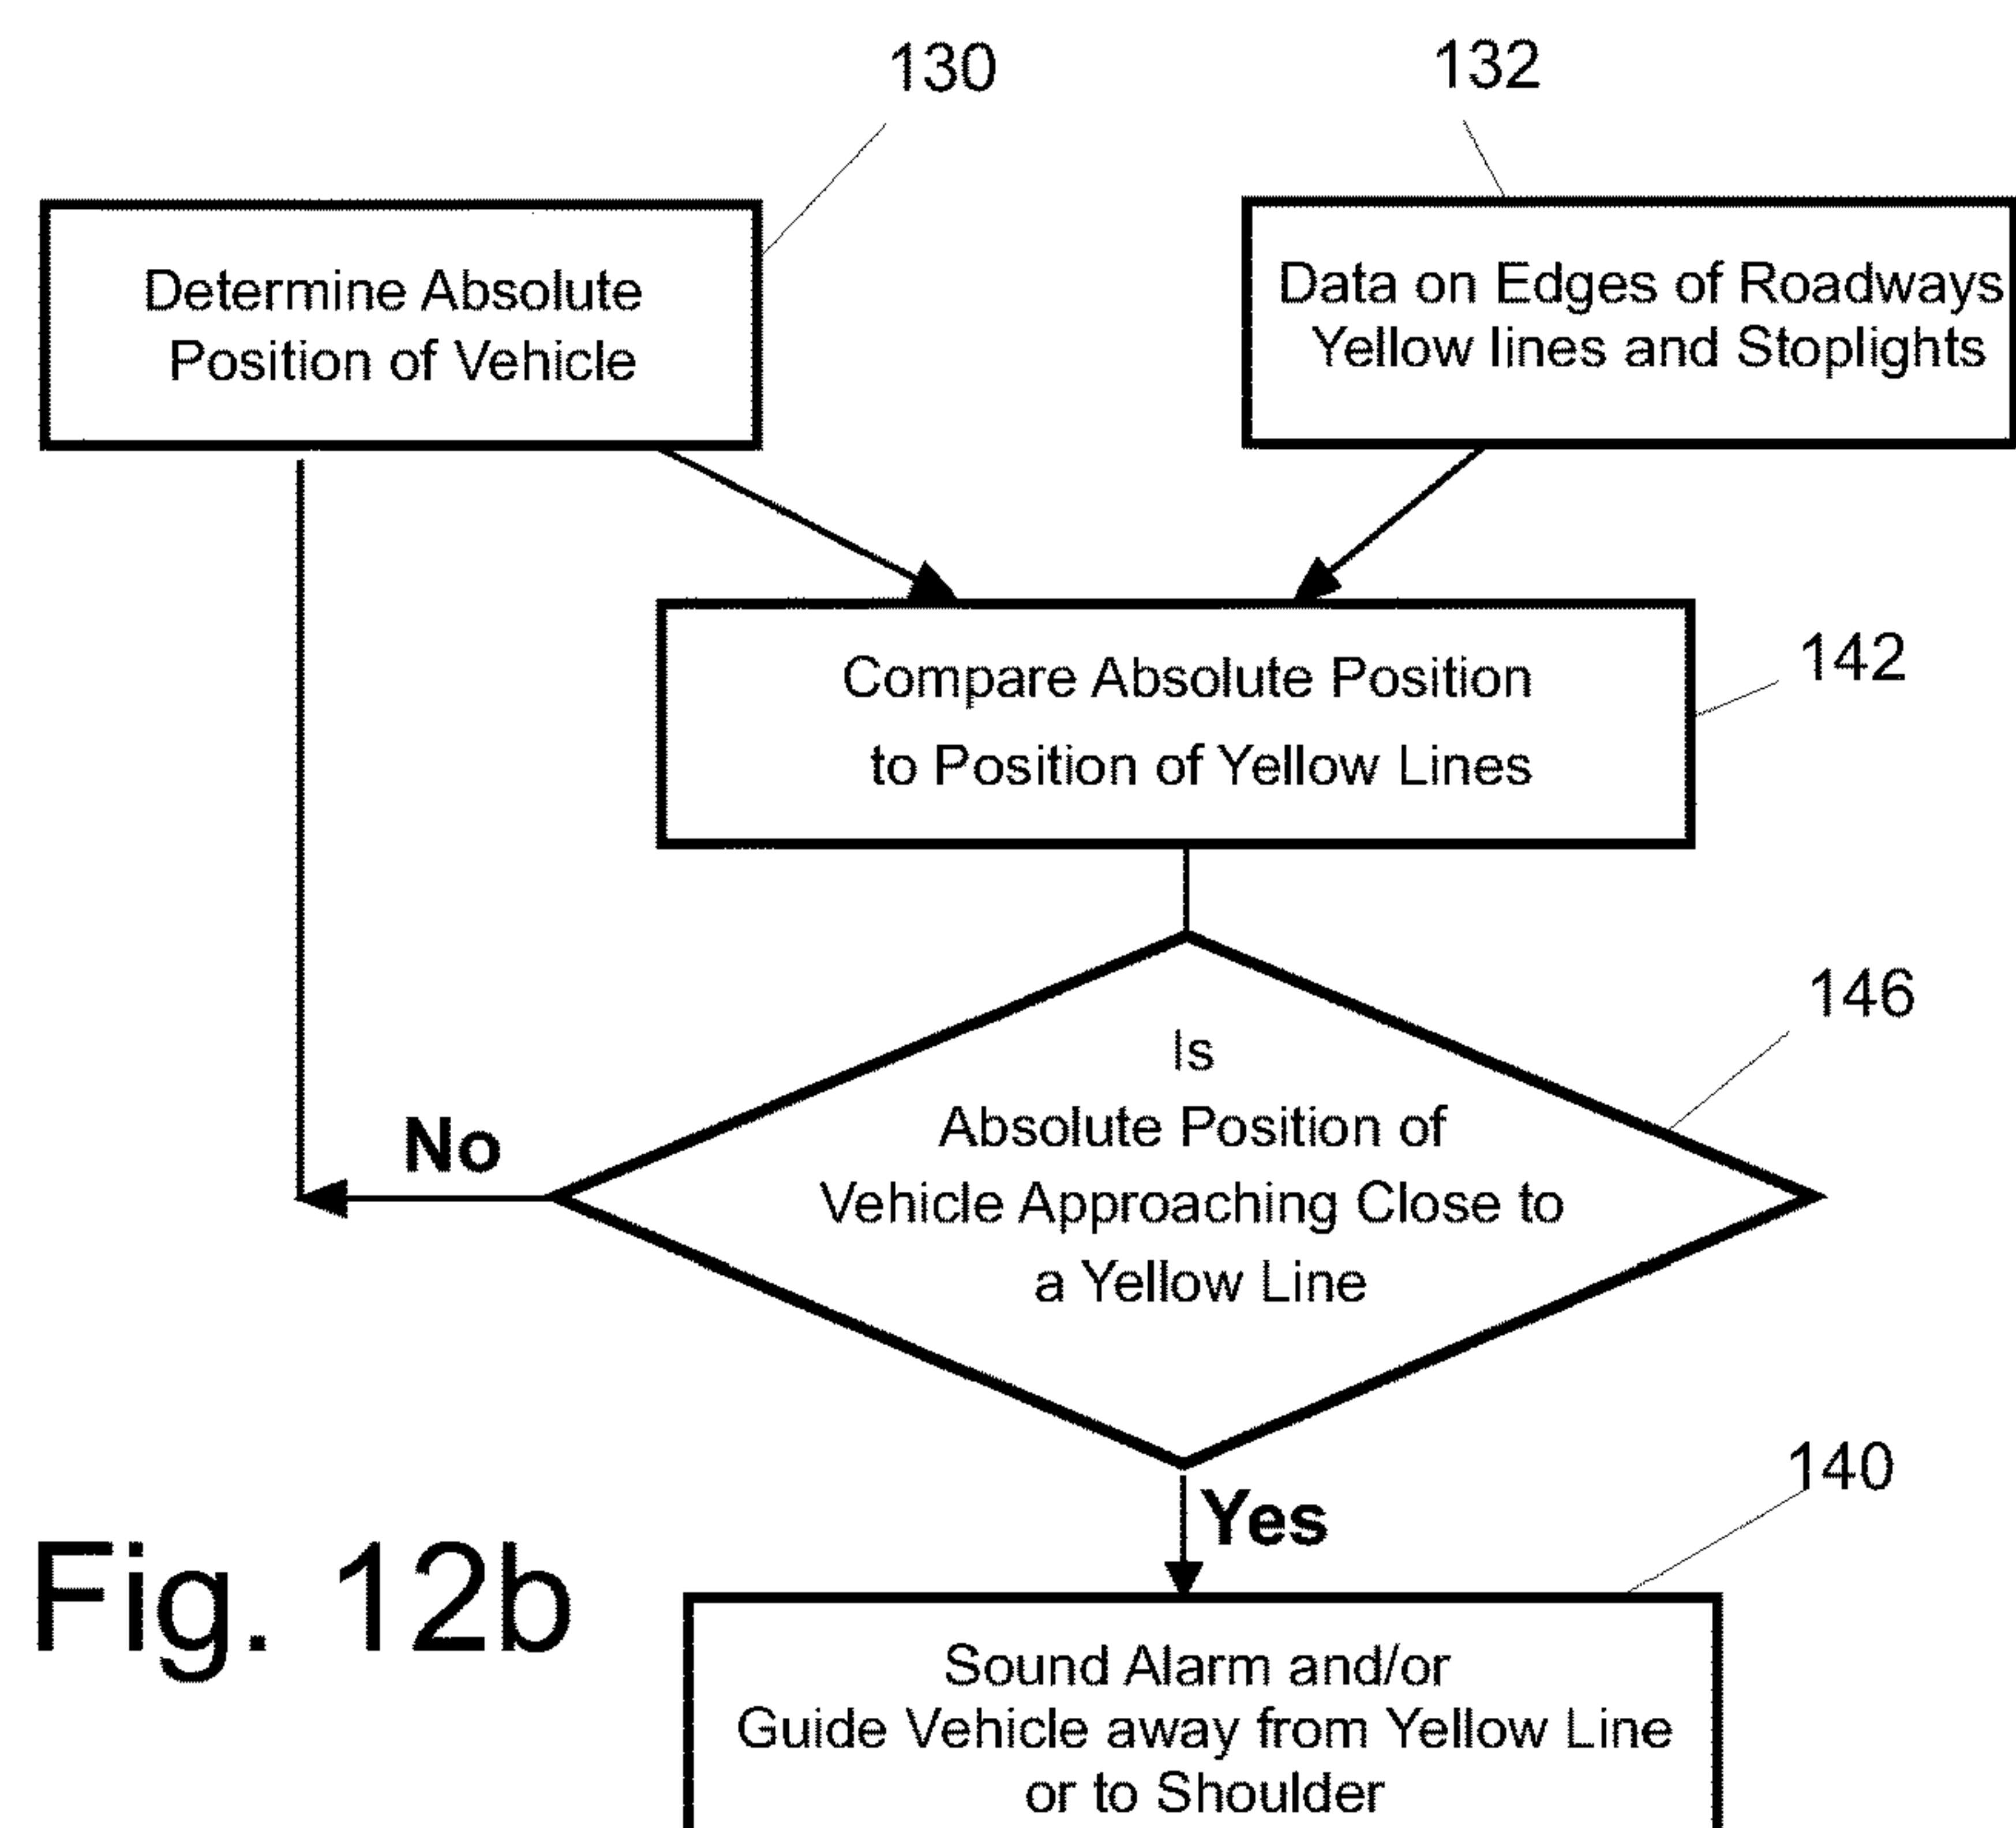 130
132
Determine Absolute
Position of Vehicle
Data on Edges of Roadways
Yellow lines and Stoplights
Compare Absolute Position
to Position of Yellow Lines
142
146
Is
Absolute Position of
Vehicle Approaching Close to
a Yellow Line
No
Yes
140
Sound Alarm and/or
Guide Vehicle away from Yellow Line
or to Shoulder
Fig. 12b